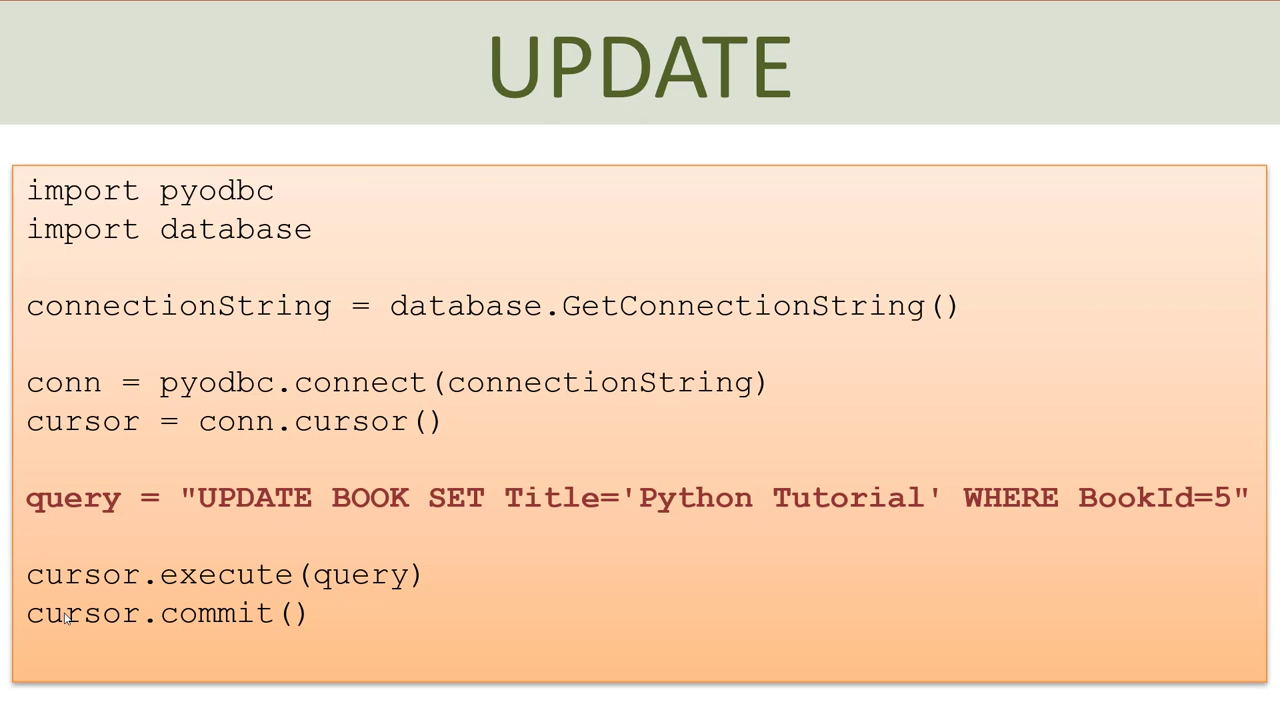 UPDATE
import pyodbc
import database
connectionString = database.GetConnectionString()
conn = pyodbc.connect(connectionString)
cursor = conn.cursor()
query = "UPDATE BOOK SET Title='Python Tutorial' WHERE BookId=5"
cursor.execute(query)
cursor.commit()